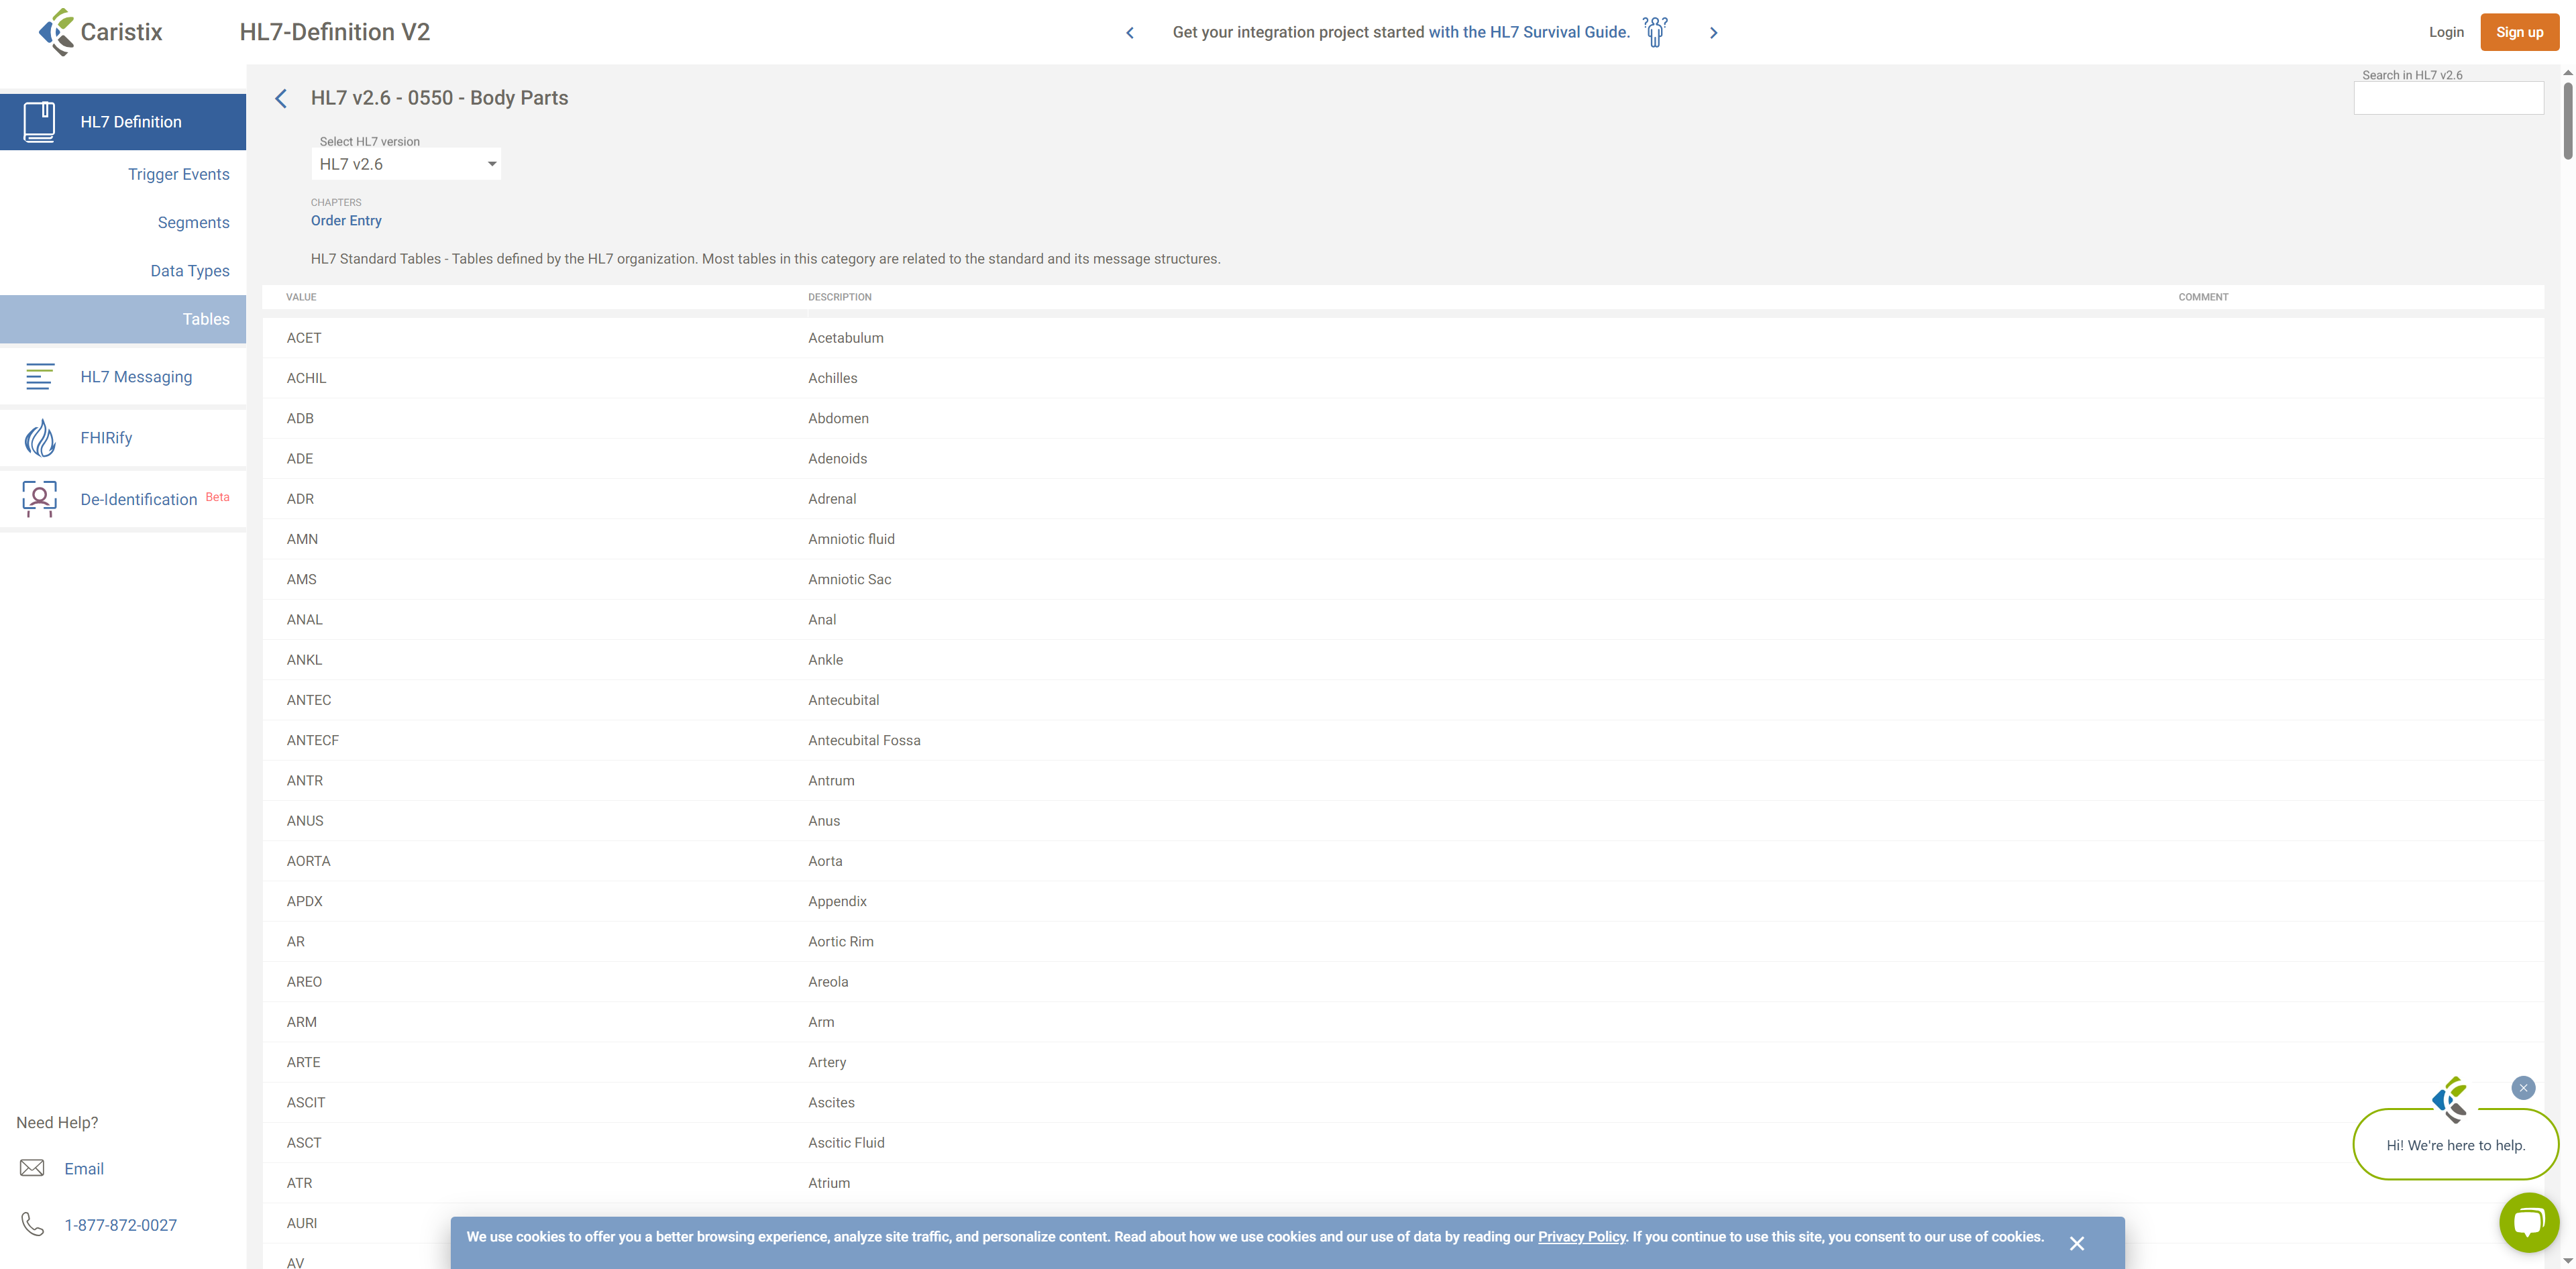 Caristix
HL7-Definition V2
Get your integration project started with the HL7 Survival Guide.
Login
Sign up
HL7 Definition
Trigger Events
Segments
Data Types
Tables
HL7 Messaging
FHIRify
De-Identification Beta
Need Help?
Email
1-877-872-0027
HL7 v2.6 - 0550 - Body Parts
Search in HL7 v2.6
Select HL7 version
HL7 v2.6
CHAPTERS
Order Entry
HL7 Standard Tables - Tables defined by the HL7 organization. Most tables in this category are related to the standard and its message structures.
VALUE DESCRIPTION COMMENT
ACET Acetabulum
ACHIL Achilles
ADB Abdomen
ADE Adenoids
ADR Adrenal
AMN Amniotic fluid
AMS Amniotic Sac
ANAL Anal
ANKL Ankle
ANTEC Antecubital
ANTECF Antecubital Fossa
ANTR Antrum
ANUS Anus
AORTA Aorta
APDX Appendix
AR Aortic Rim
AREO Areola
ARM Arm
ARTE Artery
ASCIT Ascites
ASCT Ascitic Fluid
ATR Atrium
AURI
AV
Hi! We're here to help.
We use cookies to offer you a better browsing experience, analyze site traffic, and personalize content. Read about how we use cookies and our use of data by reading our Privacy Policy. If you continue to use this site, you consent to our use of cookies.